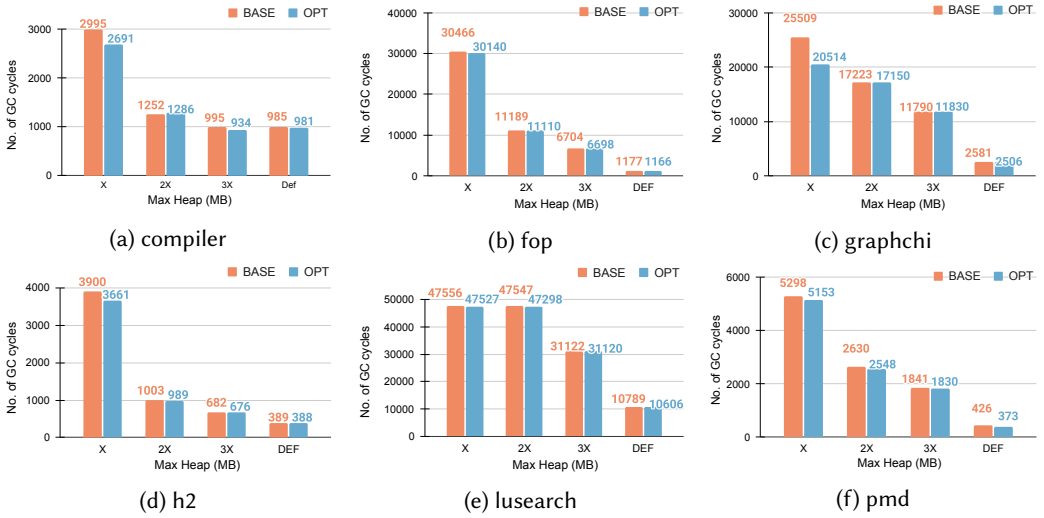 BASE OPT
No. of GC cycles
3000
2000
1000
0
2995
2691
1252
1286
995
934
985
981
X 2X 3X Def
Max Heap (MB)
(a) compiler
BASE OPT
No. of GC cycles
40000
30000
20000
10000
0
30466
30140
11189
11110
6704
6698
1177
1166
X 2X 3X DEF
Max Heap (MB)
(b) fop
BASE OPT
No. of GC cycles
30000
20000
10000
0
25509
20514
17223
17150
11790
11830
2581
2506
X 2X 3X DEF
Max Heap (MB)
(c) graphchi
BASE OPT
No. of GC cycles
4000
3000
2000
1000
0
3900
3661
1003
989
682
676
389
388
X 2X 3X DEF
Max Heap (MB)
(d) h2
BASE OPT
No. of GC cycles
50000
40000
30000
20000
10000
0
47556
47527
47547
47298
31122
31120
10789
10606
X 2X 3X DEF
Max Heap (MB)
(e) lusearch
BASE OPT
No. of GC cycles
6000
4000
2000
0
5298
5153
2630
2548
1841
1830
426
373
X 2X 3X DEF
Max Heap (MB)
(f) pmd